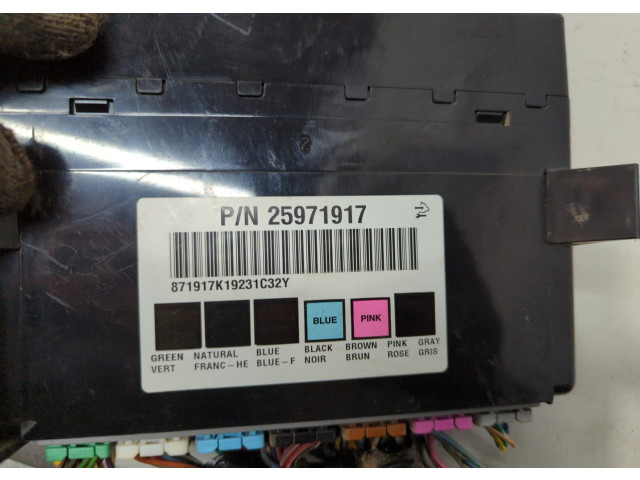 P/N 25971917
871917K19231C32Y
BLUE PINK
GREEN NATURAL BLUE BLACK BROWN PINK GRAY
VERT FRANC-HE BLUE-F NOIR BRUN ROSE GRIS